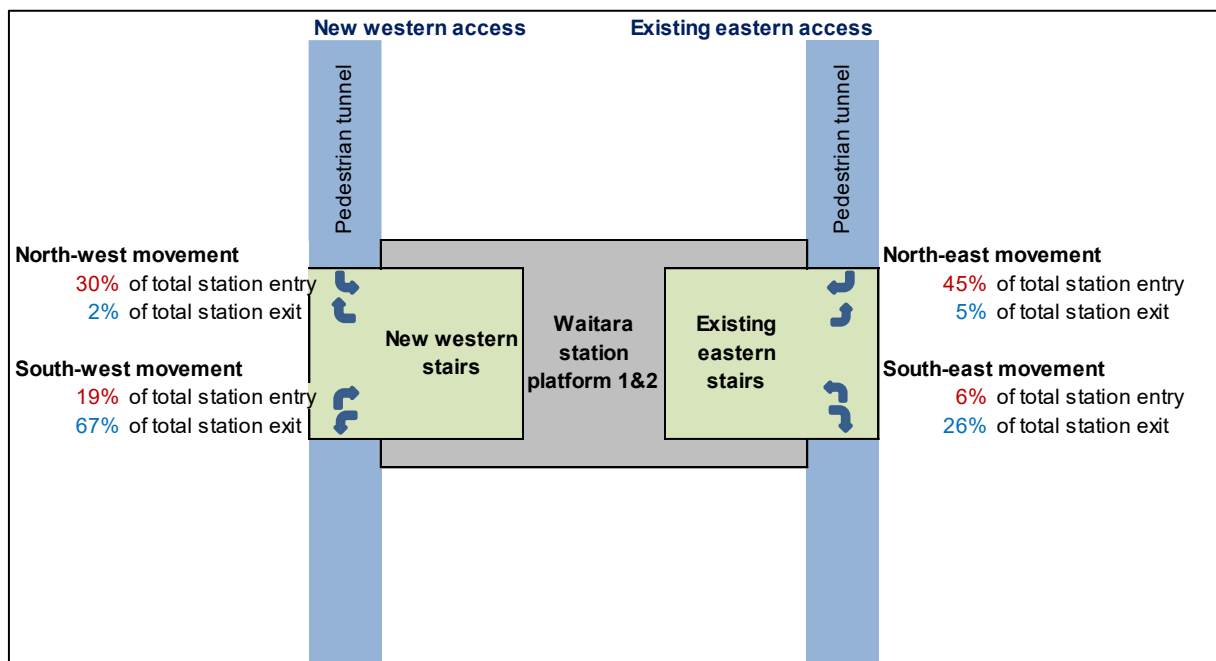 New western access
Existing eastern access
Pedestrian tunnel
Pedestrian tunnel
North-west movement
30% of total station entry
2% of total station exit
South-west movement
19% of total station entry
67% of total station exit
New western
stairs
Waitara
station
platform 1&2
Existing
eastern
stairs
North-east movement
45% of total station entry
5% of total station exit
South-east movement
6% of total station entry
26% of total station exit